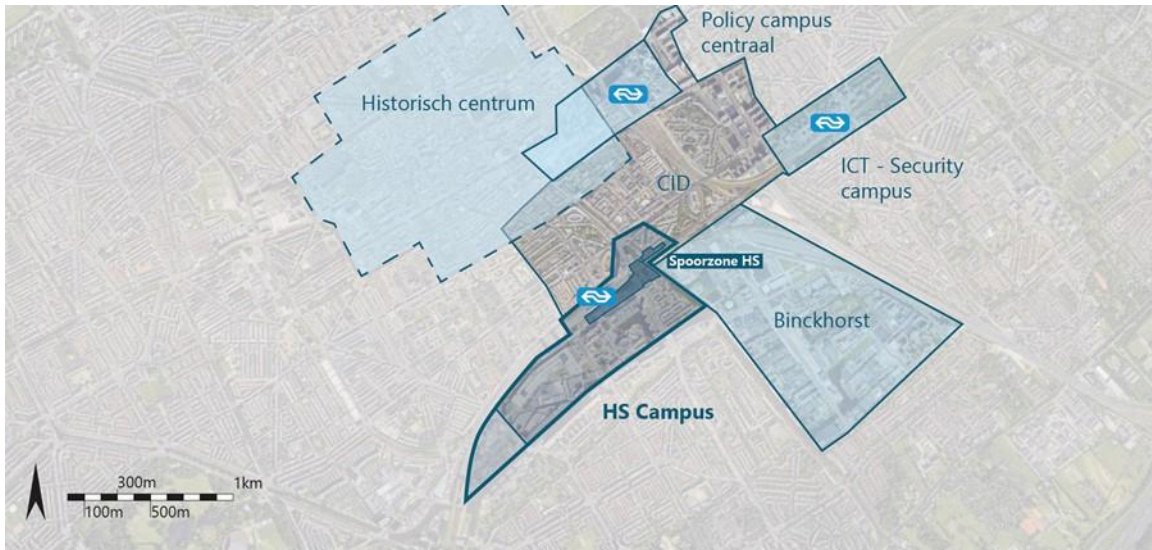 Policy campus
centraal
Historisch centrum
ICT - Security
campus
CID
Spoorzone HS
Binckhorst
HS Campus
300m
1km
100m
500m